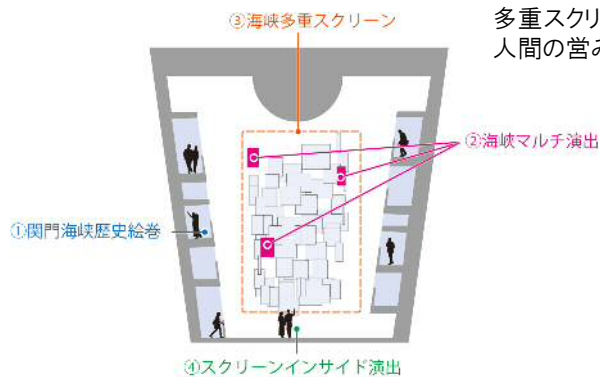 ③海峡多重スクリーン
多重スクリ
人間の営み
②海峡マルチ演出
①関門海峡歴史絵巻
④スクリーンインサイド演出